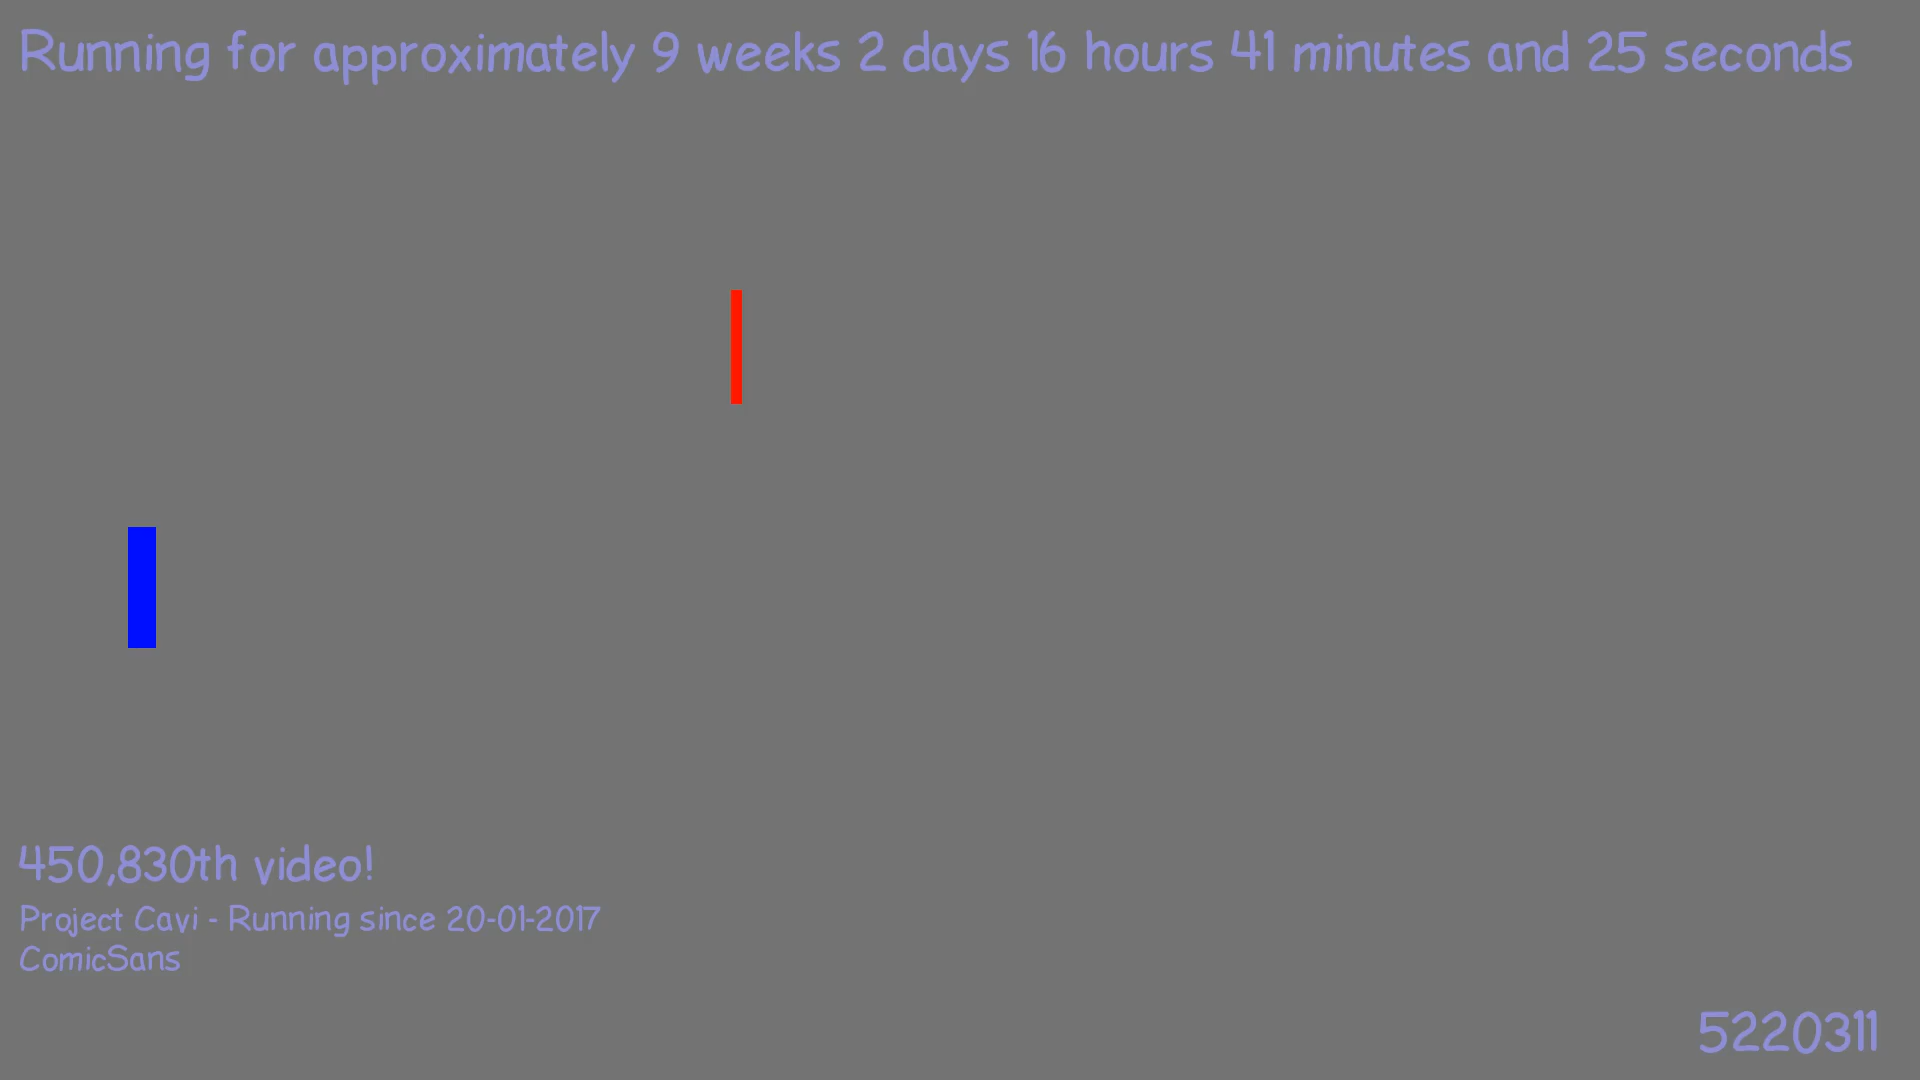 Running for approximately 9 weeks 2 days 16 hours 41 minutes and 25 seconds
450,830th video!
Project Cavi - Running since 20-01-2017
ComicSans
5220311